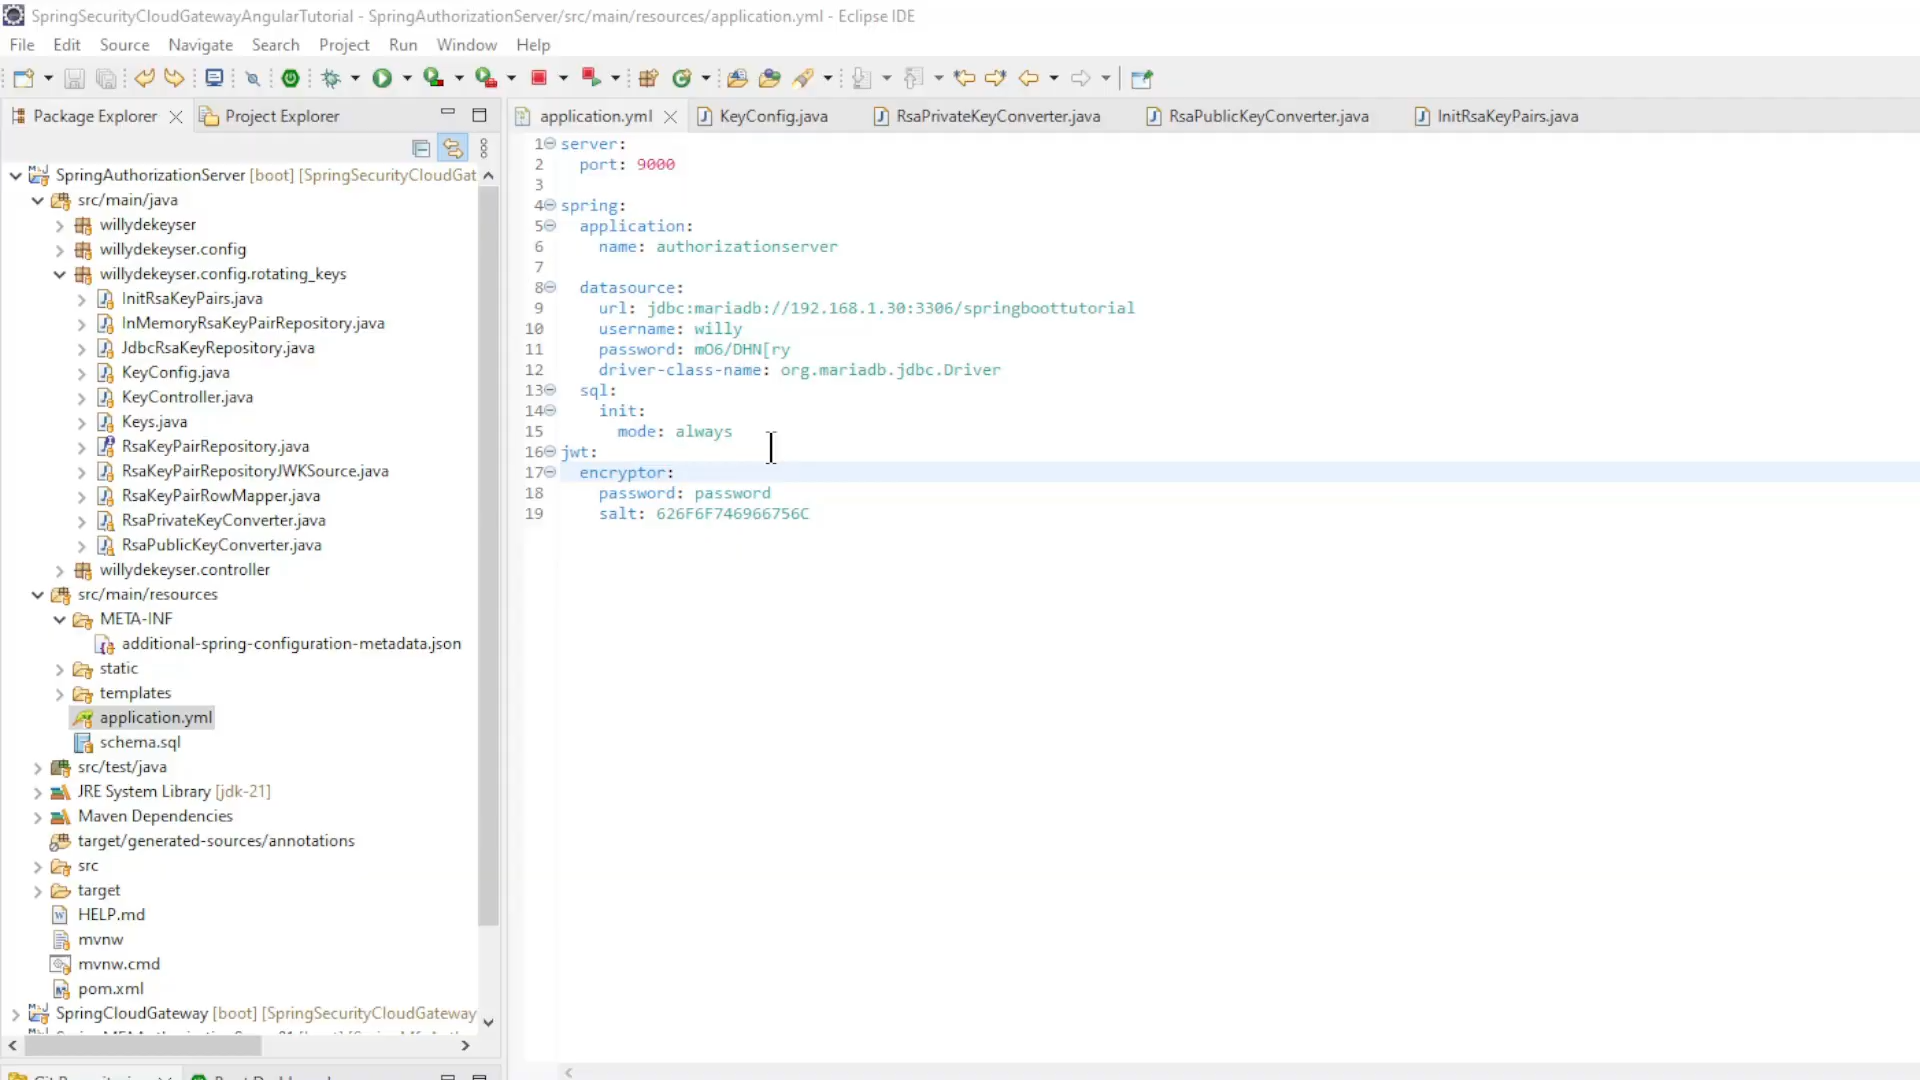 SpringSecurityCloudGatewayAngularTutorial - SpringAuthorizationServer/src/main/resources/application.yml - Eclipse IDE
File Edit Source Navigate Search Project Run Window Help
Package Explorer
Project Explorer
application.yml
KeyConfig.java
RsaPrivateKeyConverter.java
RsaPublicKeyConverter.java
InitRsaKeyPairs.java
SpringAuthorizationServer [boot] [SpringSecurityCloudGat
src/main/java
willydekeyser
willydekeyser.config
willydekeyser.config.rotating_keys
InitRsaKeyPairs.java
InMemoryRsaKeyPairRepository.java
JdbcRsaKeyRepository.java
KeyConfig.java
KeyController.java
Keys.java
RsaKeyPairRepository.java
RsaKeyPairRepositoryJWKSource.java
RsaKeyPairRowMapper.java
RsaPrivateKeyConverter.java
RsaPublicKeyConverter.java
willydekeyser.controller
src/main/resources
META-INF
additional-spring-configuration-metadata.json
static
templates
application.yml
schema.sql
src/test/java
JRE System Library [jdk-21]
Maven Dependencies
target/generated-sources/annotations
src
target
HELP.md
mvnw
mvnw.cmd
pom.xml
SpringCloudGateway [boot] [SpringSecurityCloudGateway
1 server:
2 port: 9000
3
4 spring:
5 application:
6 name: authorizationserver
7
8 datasource:
9 url: jdbc:mariadb://192.168.1.30:3306/springboottutorial
10 username: willy
11 password: mO6/DHN[ry
12 driver-class-name: org.mariadb.jdbc.Driver
13 sql:
14 init:
15 mode: always
16 jwt:
17 encryptor:
18 password: password
19 salt: 626F6F746966756C